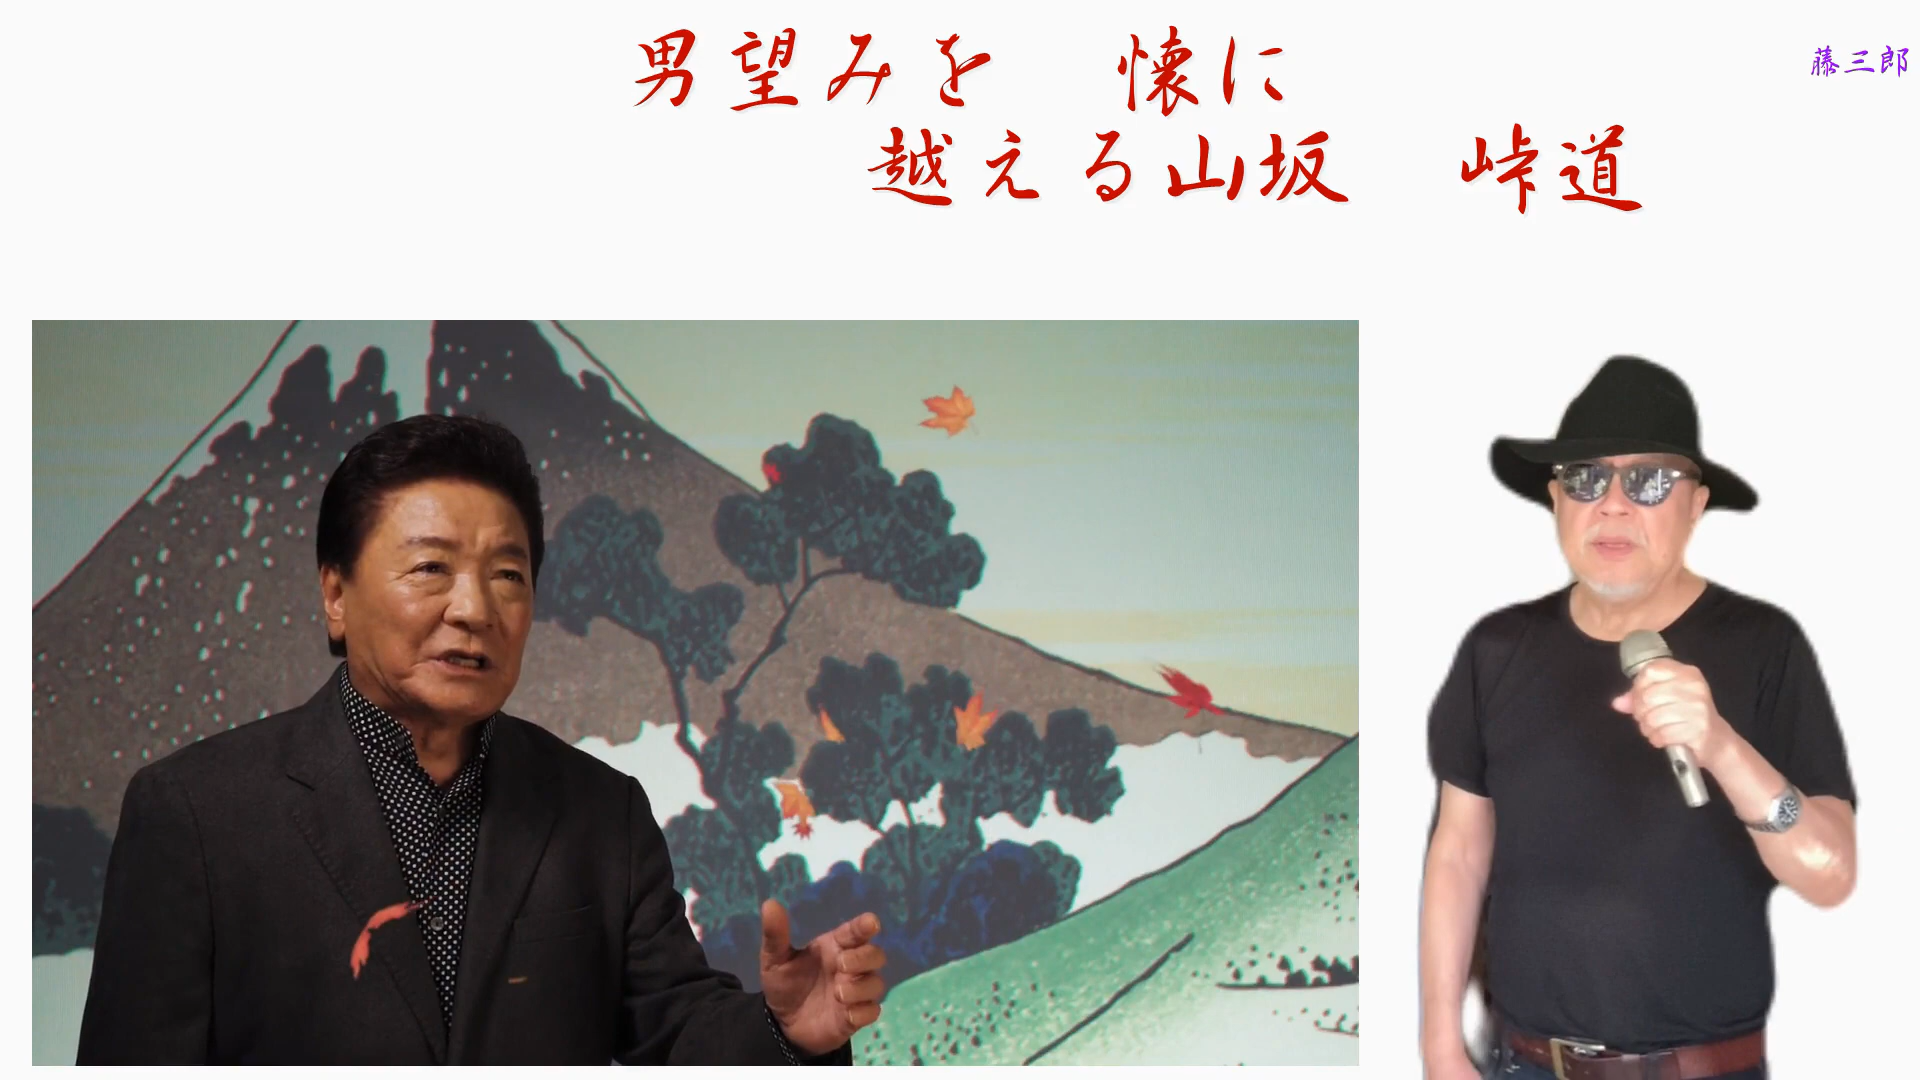 男望みを　懐に
越える山坂　峠道
藤三郎